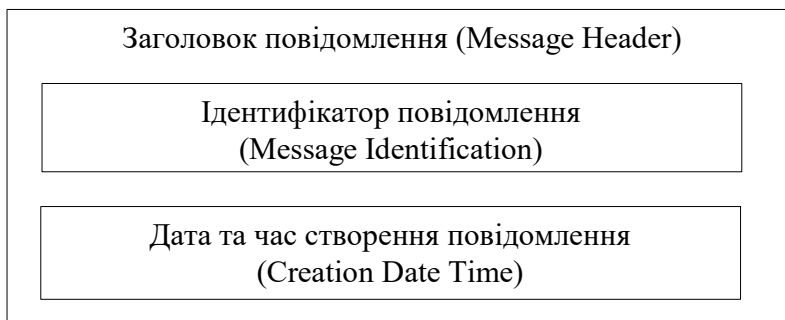 Заголовок повідомлення (Message Header)
Ідентифікатор повідомлення
(Message Identification)
Дата та час створення повідомлення
(Creation Date Time)